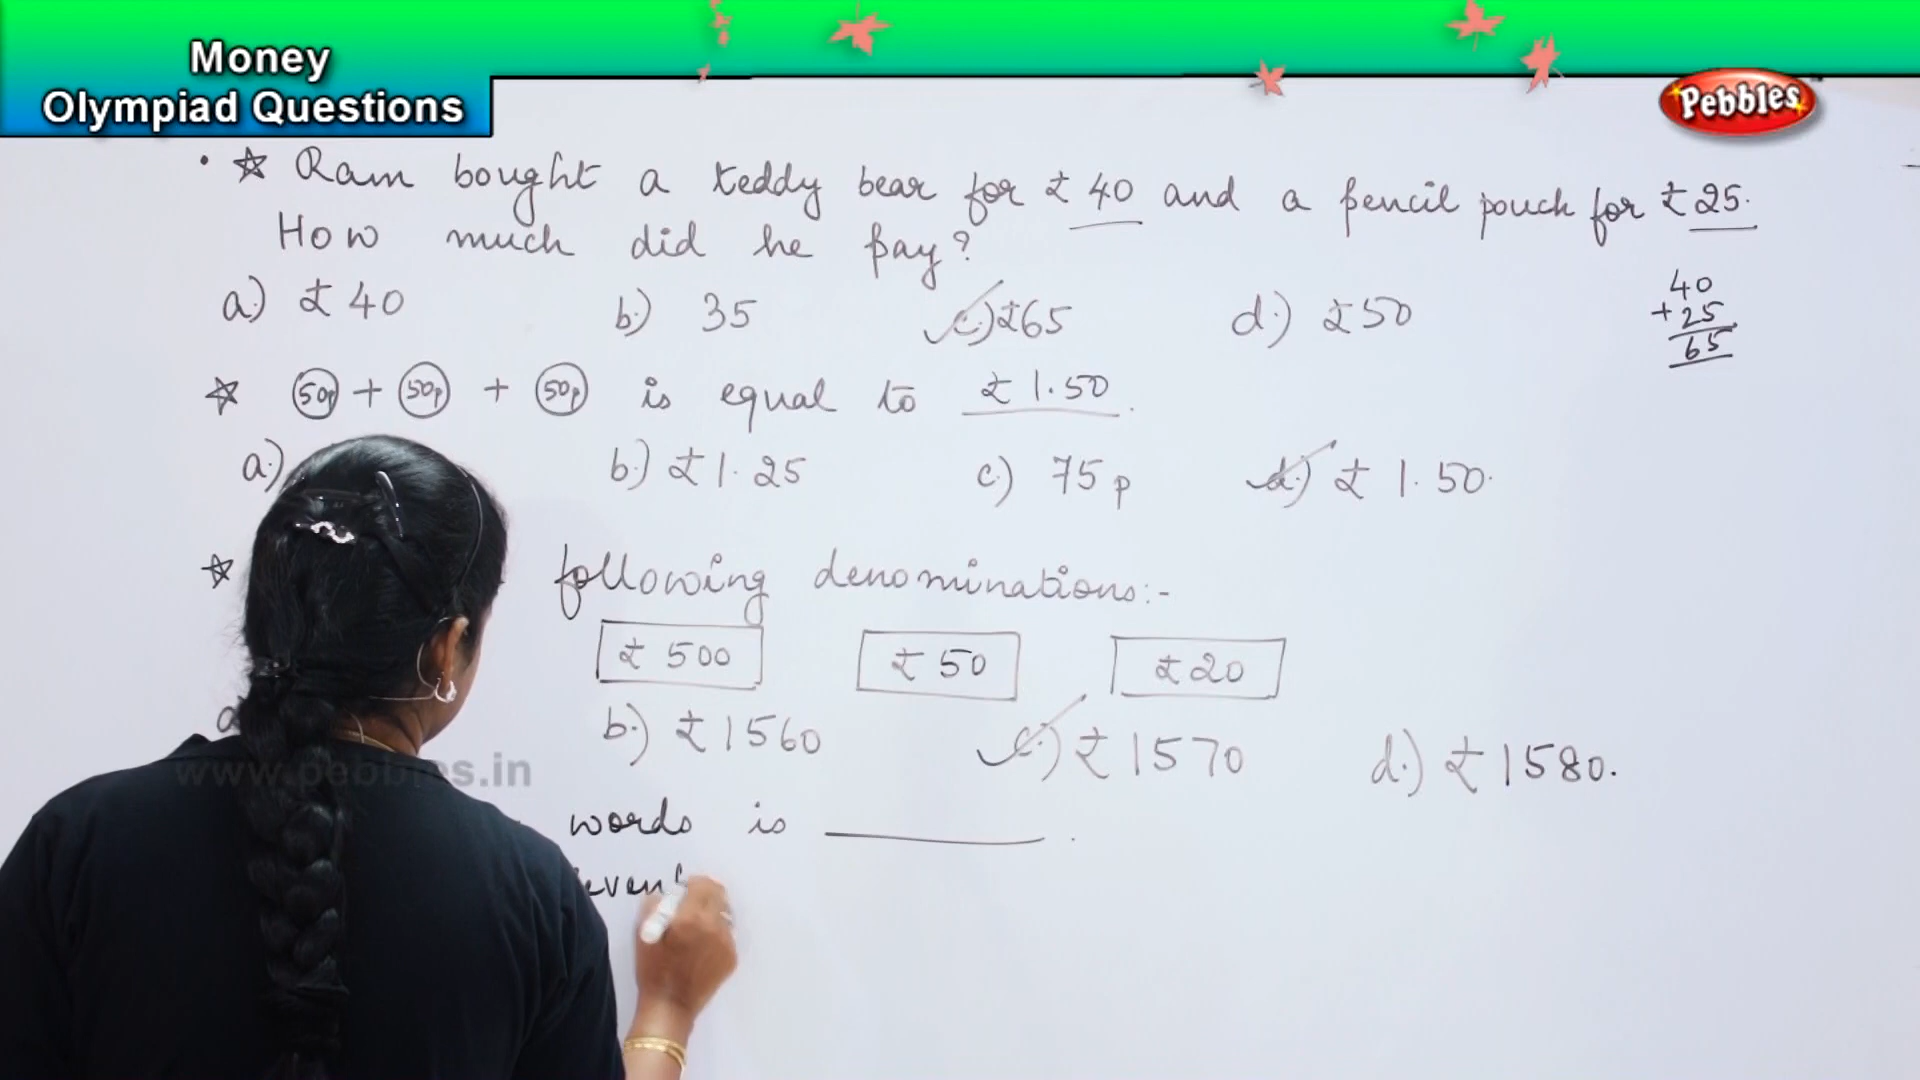 Money
Olympiad Questions
Pebbles
☆ Ram bought a teddy bear for ₹ 40 and a pencil pouch for ₹ 25.
How much did he pay?
40
+ 25
65
a.) ₹ 40 b.) 35 c.) ₹65 d.) ₹50
☆ 50p + 50p + 50p is equal to ₹ 1.50.
a.) b.) ₹ 1.25 c.) 75 p d.) ₹ 1.50.
☆ following denominations:-
₹ 500 ₹ 50 ₹ 20
b.) ₹ 1560 c.) ₹ 1570 d.) ₹ 1580.
www.pebbles.in
words is ________ .